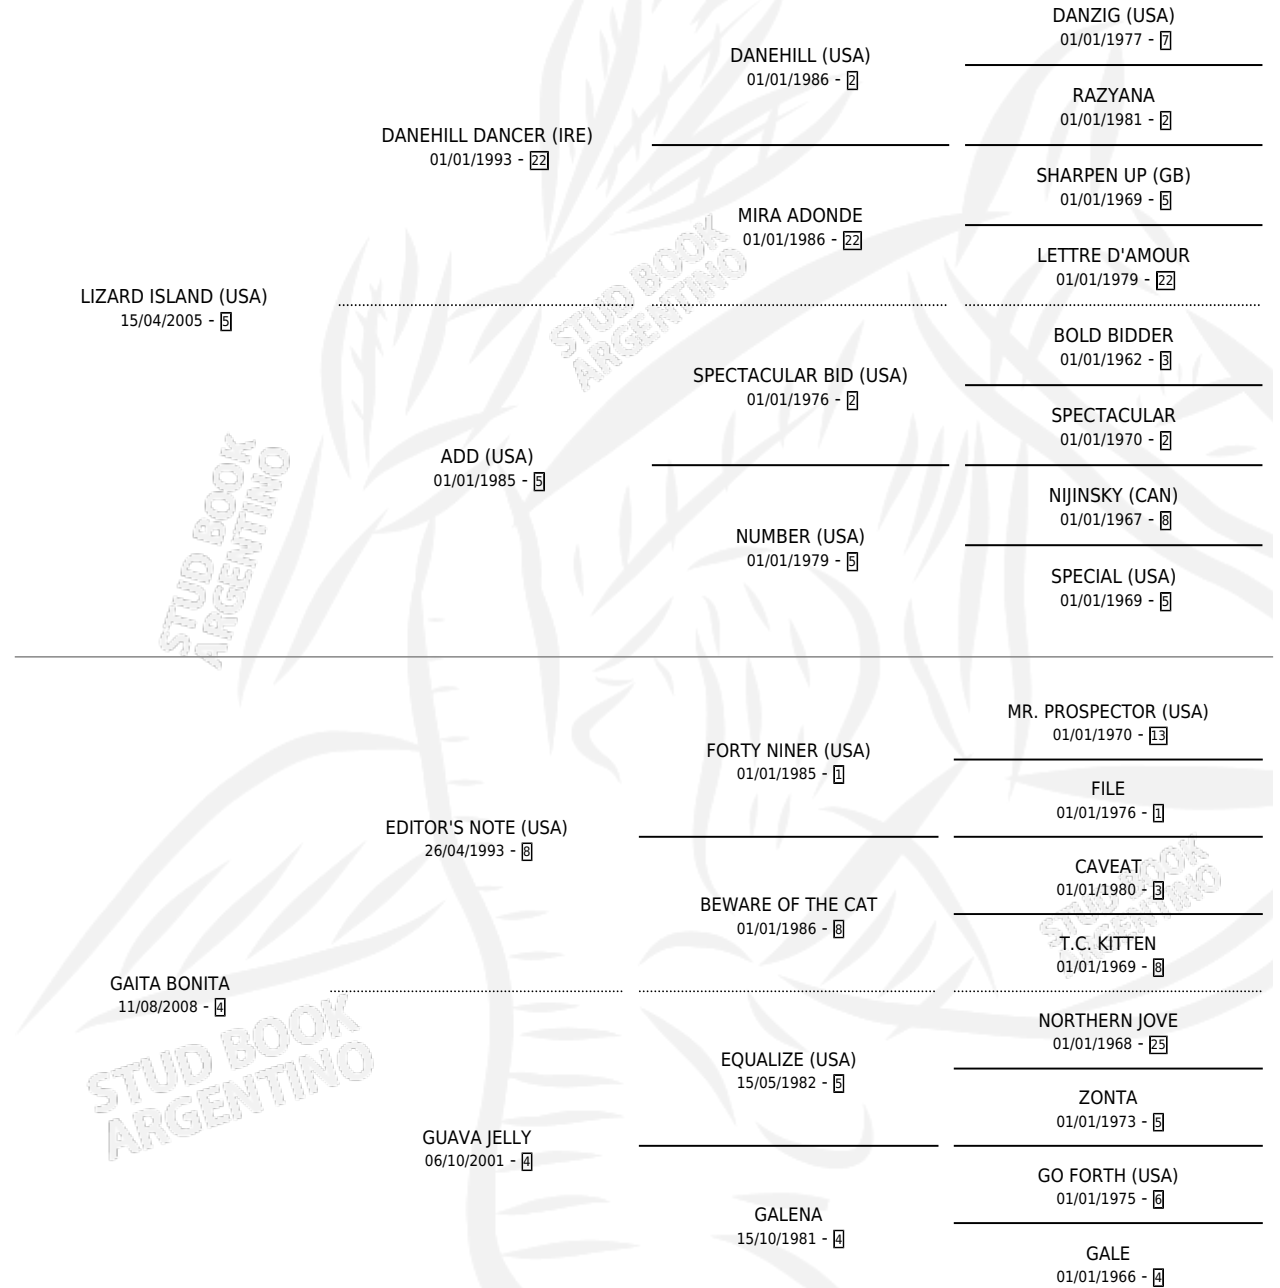 DANZIG (USA)
01/01/1977 - 7
DANEHILL (USA)
01/01/1986 - 2
RAZYANA
01/01/1981 - 2
DANEHILL DANCER (IRE)
01/01/1993 - 22
SHARPEN UP (GB)
01/01/1969 - 5
MIRA ADONDE
01/01/1986 - 22
LETTRE D'AMOUR
01/01/1979 - 22
LIZARD ISLAND (USA)
15/04/2005 - 5
STUD BOOK
ARGENTINO
BOLD BIDDER
01/01/1962 - 3
SPECTACULAR BID (USA)
01/01/1976 - 2
SPECTACULAR
01/01/1970 - 2
ADD (USA)
01/01/1985 - 5
NIJINSKY (CAN)
01/01/1967 - 8
NUMBER (USA)
01/01/1979 - 5
SPECIAL (USA)
01/01/1969 - 5
STUD BOOK
ARGENTINO
MR. PROSPECTOR (USA)
01/01/1970 - 13
FORTY NINER (USA)
01/01/1985 - 1
FILE
01/01/1976 - 1
EDITOR'S NOTE (USA)
26/04/1993 - 8
CAVEAT
01/01/1980 - 3
BEWARE OF THE CAT
01/01/1986 - 8
T.C. KITTEN
01/01/1969 - 8
STUD BOOK
ARGENTINO
GAITA BONITA
11/08/2008 - 4
NORTHERN JOVE
01/01/1968 - 25
EQUALIZE (USA)
15/05/1982 - 5
ZONTA
01/01/1973 - 5
STUD BOOK
ARGENTINO
GUAVA JELLY
06/10/2001 - 4
GO FORTH (USA)
01/01/1975 - 6
GALENA
15/10/1981 - 4
GALE
01/01/1966 - 4